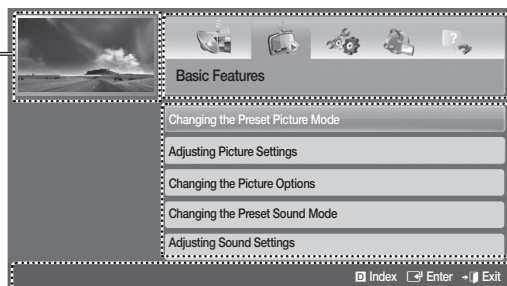 Basic Features
Changing the Preset Picture Mode
Adjusting Picture Settings
Changing the Picture Options
Changing the Preset Sound Mode
Adjusting Sound Settings
D Index Enter Exit